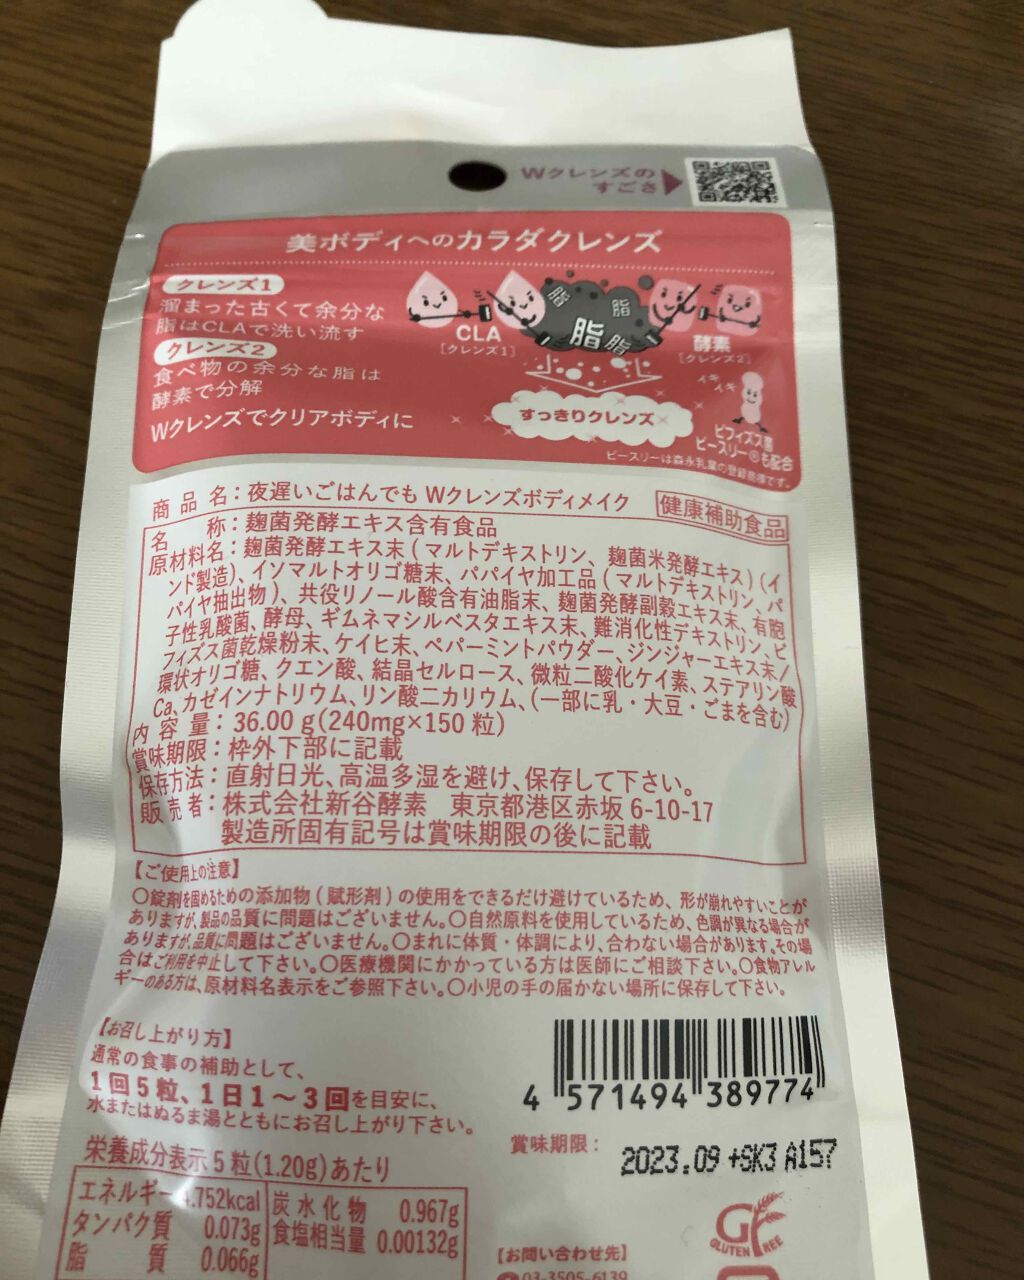 Wクレンズの
すごさ
美ボディへのカラダクレンズ
クレンズ1
溜まった古くて余分な
脂はCLAで洗い流す
クレンズ2
食べ物の余分な脂は
酵素で分解
Wクレンズでクリアボディに
脂 脂
脂 脂
CLA
[クレンズ1]
酵素
[クレンズ2]
すっきりクレンズ
イキイキ
ビフィズス菌
ビースリー®も配合
ビースリーは森永乳業の登録商標です。
商品名:夜遅いごはんでも Wクレンズボディメイク
健康補助食品
名称:麹菌発酵エキス含有食品
原材料名:麹菌発酵エキス末(マルトデキストリン、麹菌米発酵エキス)(イ
ンド製造)、イソマルトオリゴ糖末、パパイヤ加工品(マルトデキストリン、パ
パイヤ抽出物)、共役リノール酸含有油脂末、麹菌発酵副穀エキス末、有胞
子性乳酸菌、酵母、ギムネマシルベスタエキス末、難消化性デキストリン、ビ
フィズス菌乾燥粉末、ケイヒ末、ペパーミントパウダー、ジンジャーエキス末/
環状オリゴ糖、クエン酸、結晶セルロース、微粒二酸化ケイ素、ステアリン酸
Ca、カゼインナトリウム、リン酸二カリウム、(一部に乳・大豆・ごまを含む)
内容量:36.00g(240mg×150粒)
賞味期限:枠外下部に記載
保存方法:直射日光、高温多湿を避け、保存して下さい。
販売者:株式会社新谷酵素 東京都港区赤坂6-10-17
製造所固有記号は賞味期限の後に記載
【ご使用上の注意】
〇錠剤を固めるための添加物(賦形剤)の使用をできるだけ避けているため、形が崩れやすいことが
ありますが、製品の品質に問題はございません。〇自然原料を使用しているため、色調が異なる場合が
ありますが、品質に問題はございません。〇まれに体質・体調により、合わない場合があります。その場
合はご利用を中止して下さい。〇医療機関にかかっている方は医師にご相談下さい。〇食物アレル
ギーのある方は、原材料名表示をご参照下さい。〇小児の手の届かない場所に保存して下さい。
【お召し上がり方】
通常の食事の補助として、
1回5粒、1日1〜3回を目安に、
水またはぬるま湯とともにお召し上がり下さい。
4 571494 389774
賞味期限:
2023.09 +SK3 A157
栄養成分表示5粒(1.20g)あたり
エネルギー 4.752kcal
タンパク質 0.073g
脂質 0.066g
炭水化物 0.967g
食塩相当量 0.00132g
GF
GLUTEN FREE
【お問い合わせ先】
03-3505-6139